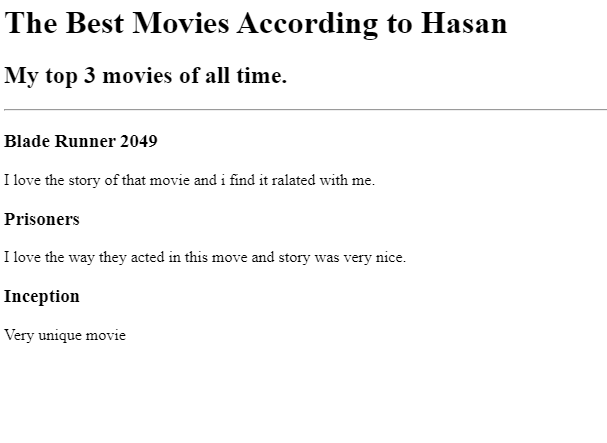 The Best Movies According to Hasan
My top 3 movies of all time.
Blade Runner 2049
I love the story of that movie and i find it ralated with me.
Prisoners
I love the way they acted in this move and story was very nice.
Inception
Very unique movie